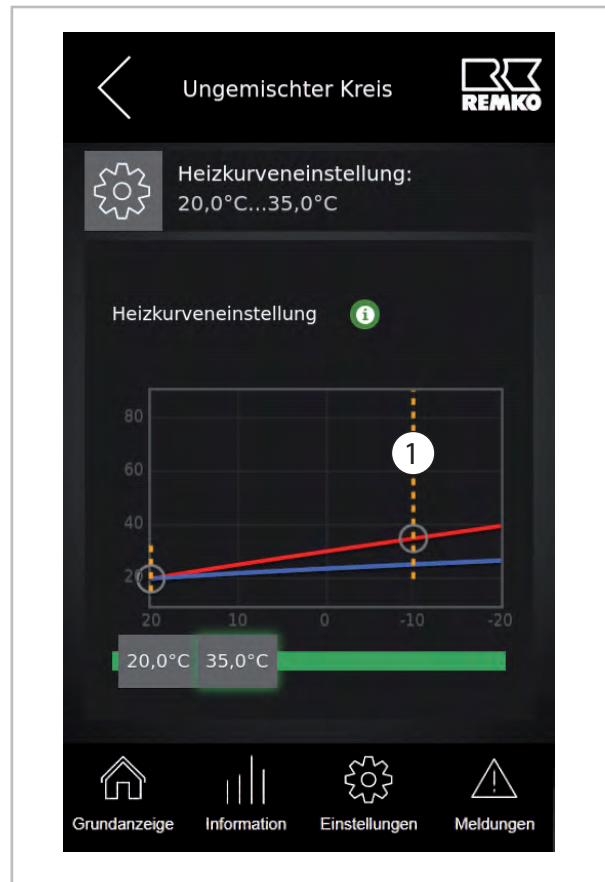 Ungemischter Kreis
REMKO
Heizkurveneinstellung:
20,0°C...35,0°C
Heizkurveneinstellung
i
80
60
40
20
1
20 10 0 -10 -20
20,0°C 35,0°C
Grundanzeige Information Einstellungen Meldungen